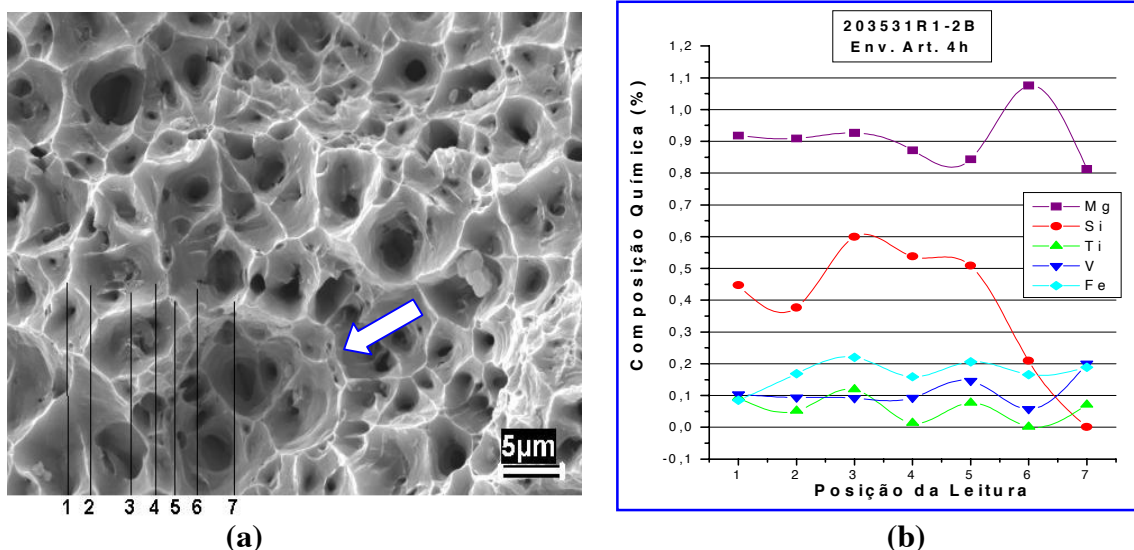 5µm
1 2 3 4 5 6 7
(a)
203531R1-2B
Env. Art. 4h
Composição Química (%)
1,2
1,1
1,0
0,9
0,8
0,7
0,6
0,5
0,4
0,3
0,2
0,1
0,0
-0,1
Mg
Si
Ti
V
Fe
1 2 3 4 5 6 7
Posição da Leitura
(b)